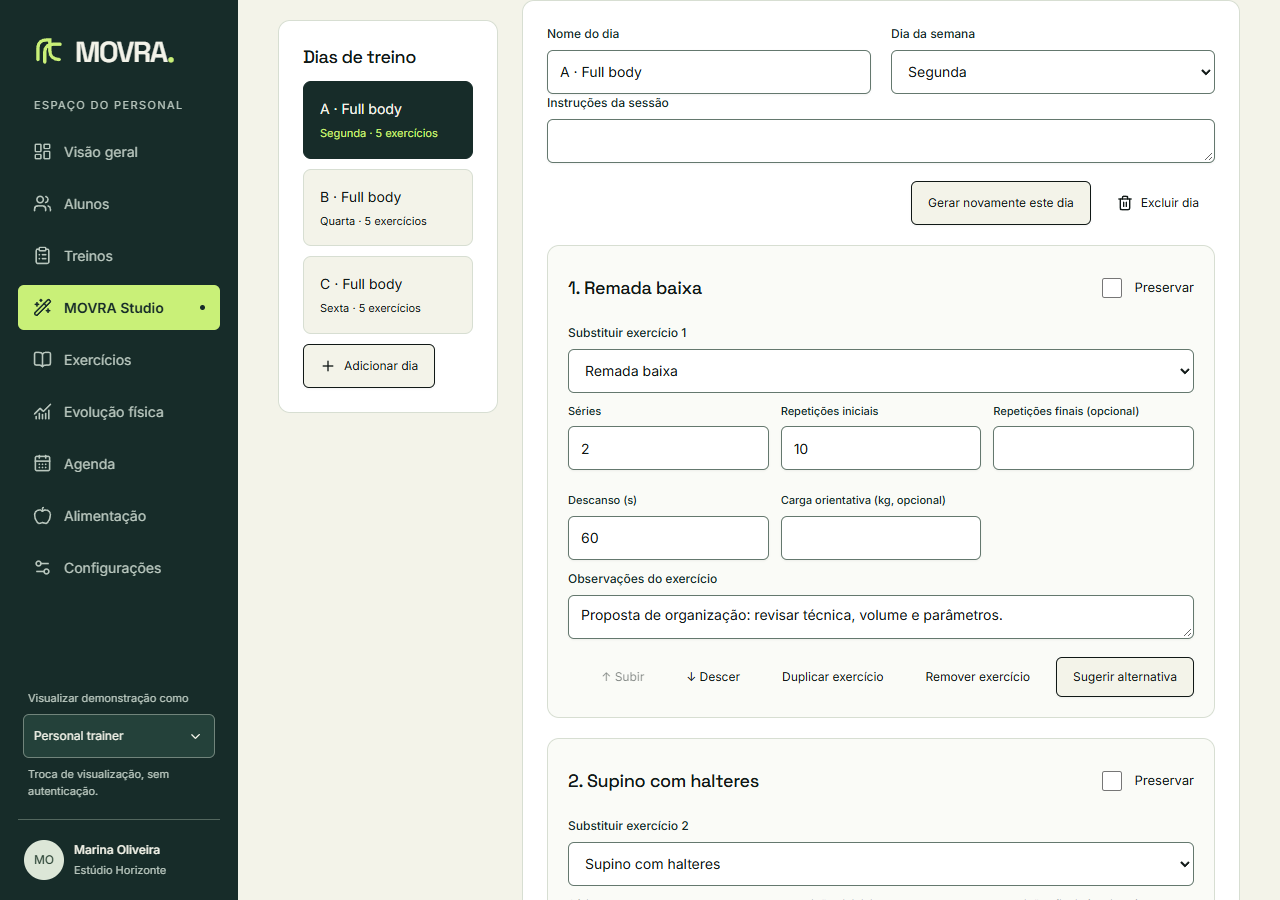 MOVRA.
ESPAÇO DO PERSONAL
Visão geral
Alunos
Treinos
MOVRA Studio
Exercícios
Evolução física
Agenda
Alimentação
Configurações
Visualizar demonstração como
Personal trainer
Troca de visualização, sem
autenticação.
MO
Marina Oliveira
Estúdio Horizonte
Dias de treino
A · Full body
Segunda · 5 exercícios
B · Full body
Quarta · 5 exercícios
C · Full body
Sexta · 5 exercícios
+ Adicionar dia
Nome do dia
Dia da semana
A · Full body
Segunda
Instruções da sessão
Gerar novamente este dia
Excluir dia
1. Remada baixa
Preservar
Substituir exercício 1
Remada baixa
Séries
Repetições iniciais
Repetições finais (opcional)
2
10
Descanso (s)
Carga orientativa (kg, opcional)
60
Observações do exercício
Proposta de organização: revisar técnica, volume e parâmetros.
↑ Subir
↓ Descer
Duplicar exercício
Remover exercício
Sugerir alternativa
2. Supino com halteres
Preservar
Substituir exercício 2
Supino com halteres